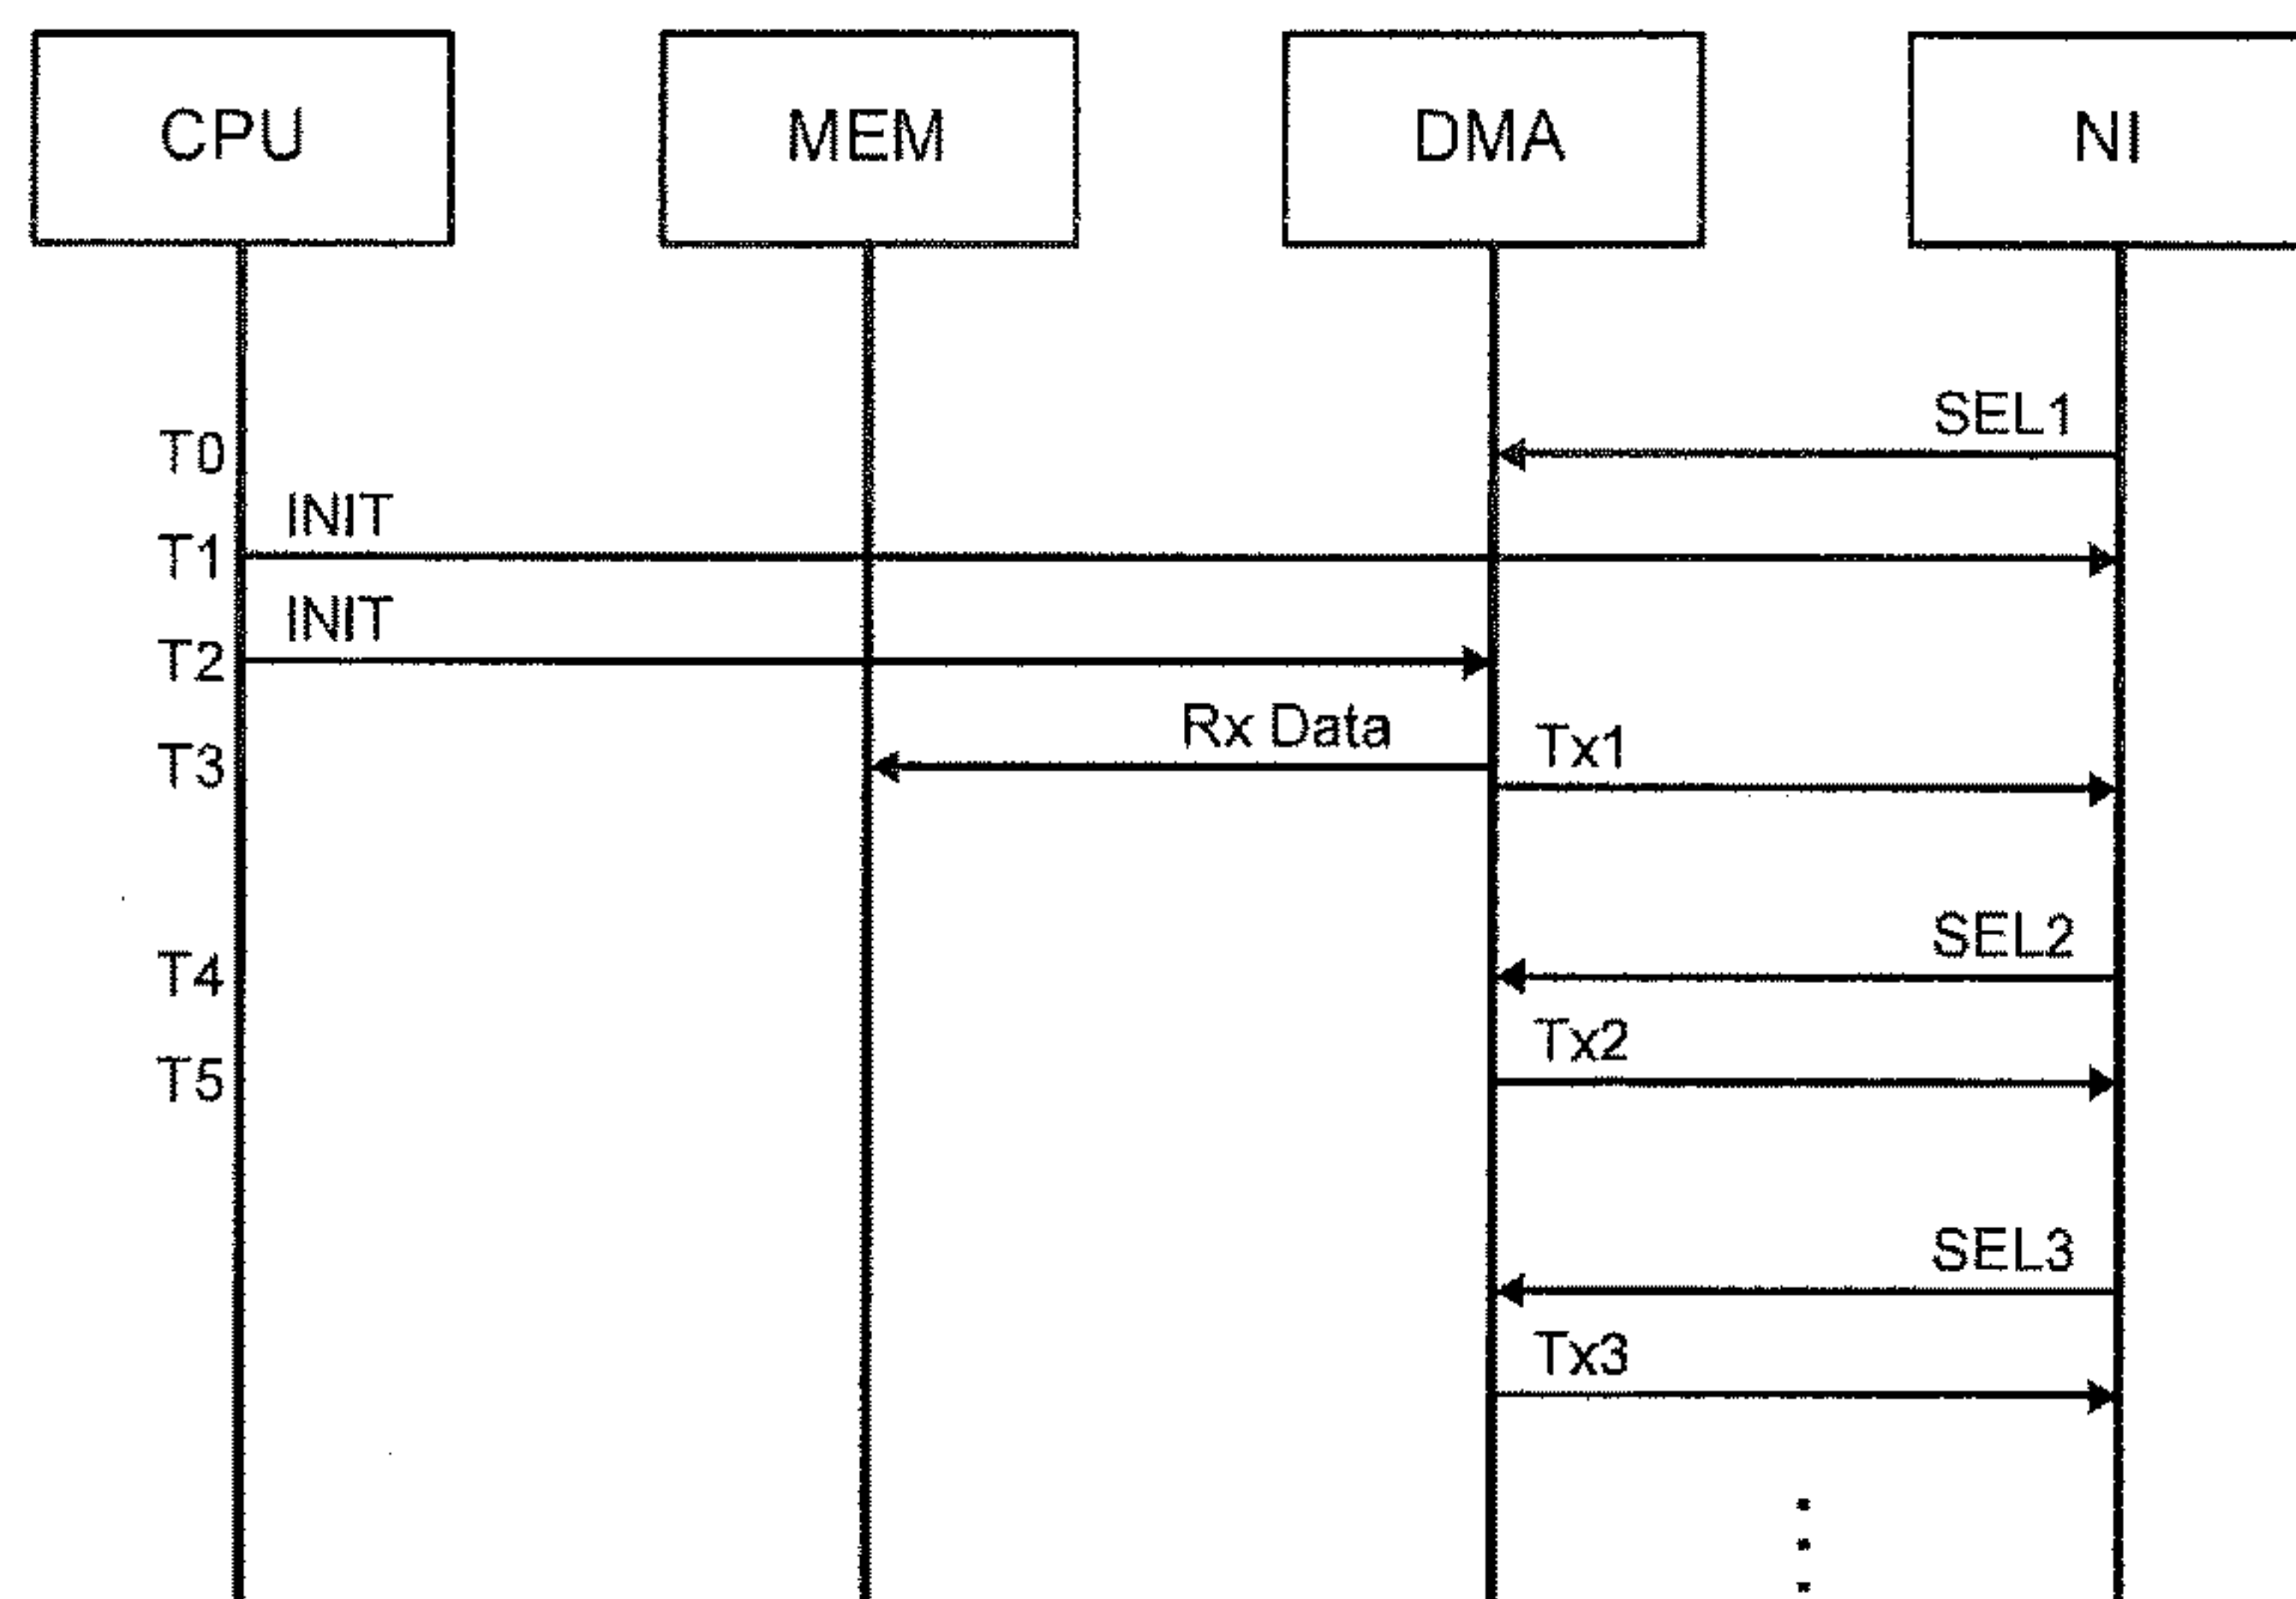 CPU
MEM
DMA
NI
SEL1
T0
INIT
T1
INIT
T2
Rx Data
Tx1
T3
SEL2
T4
Tx2
T5
SEL3
Tx3